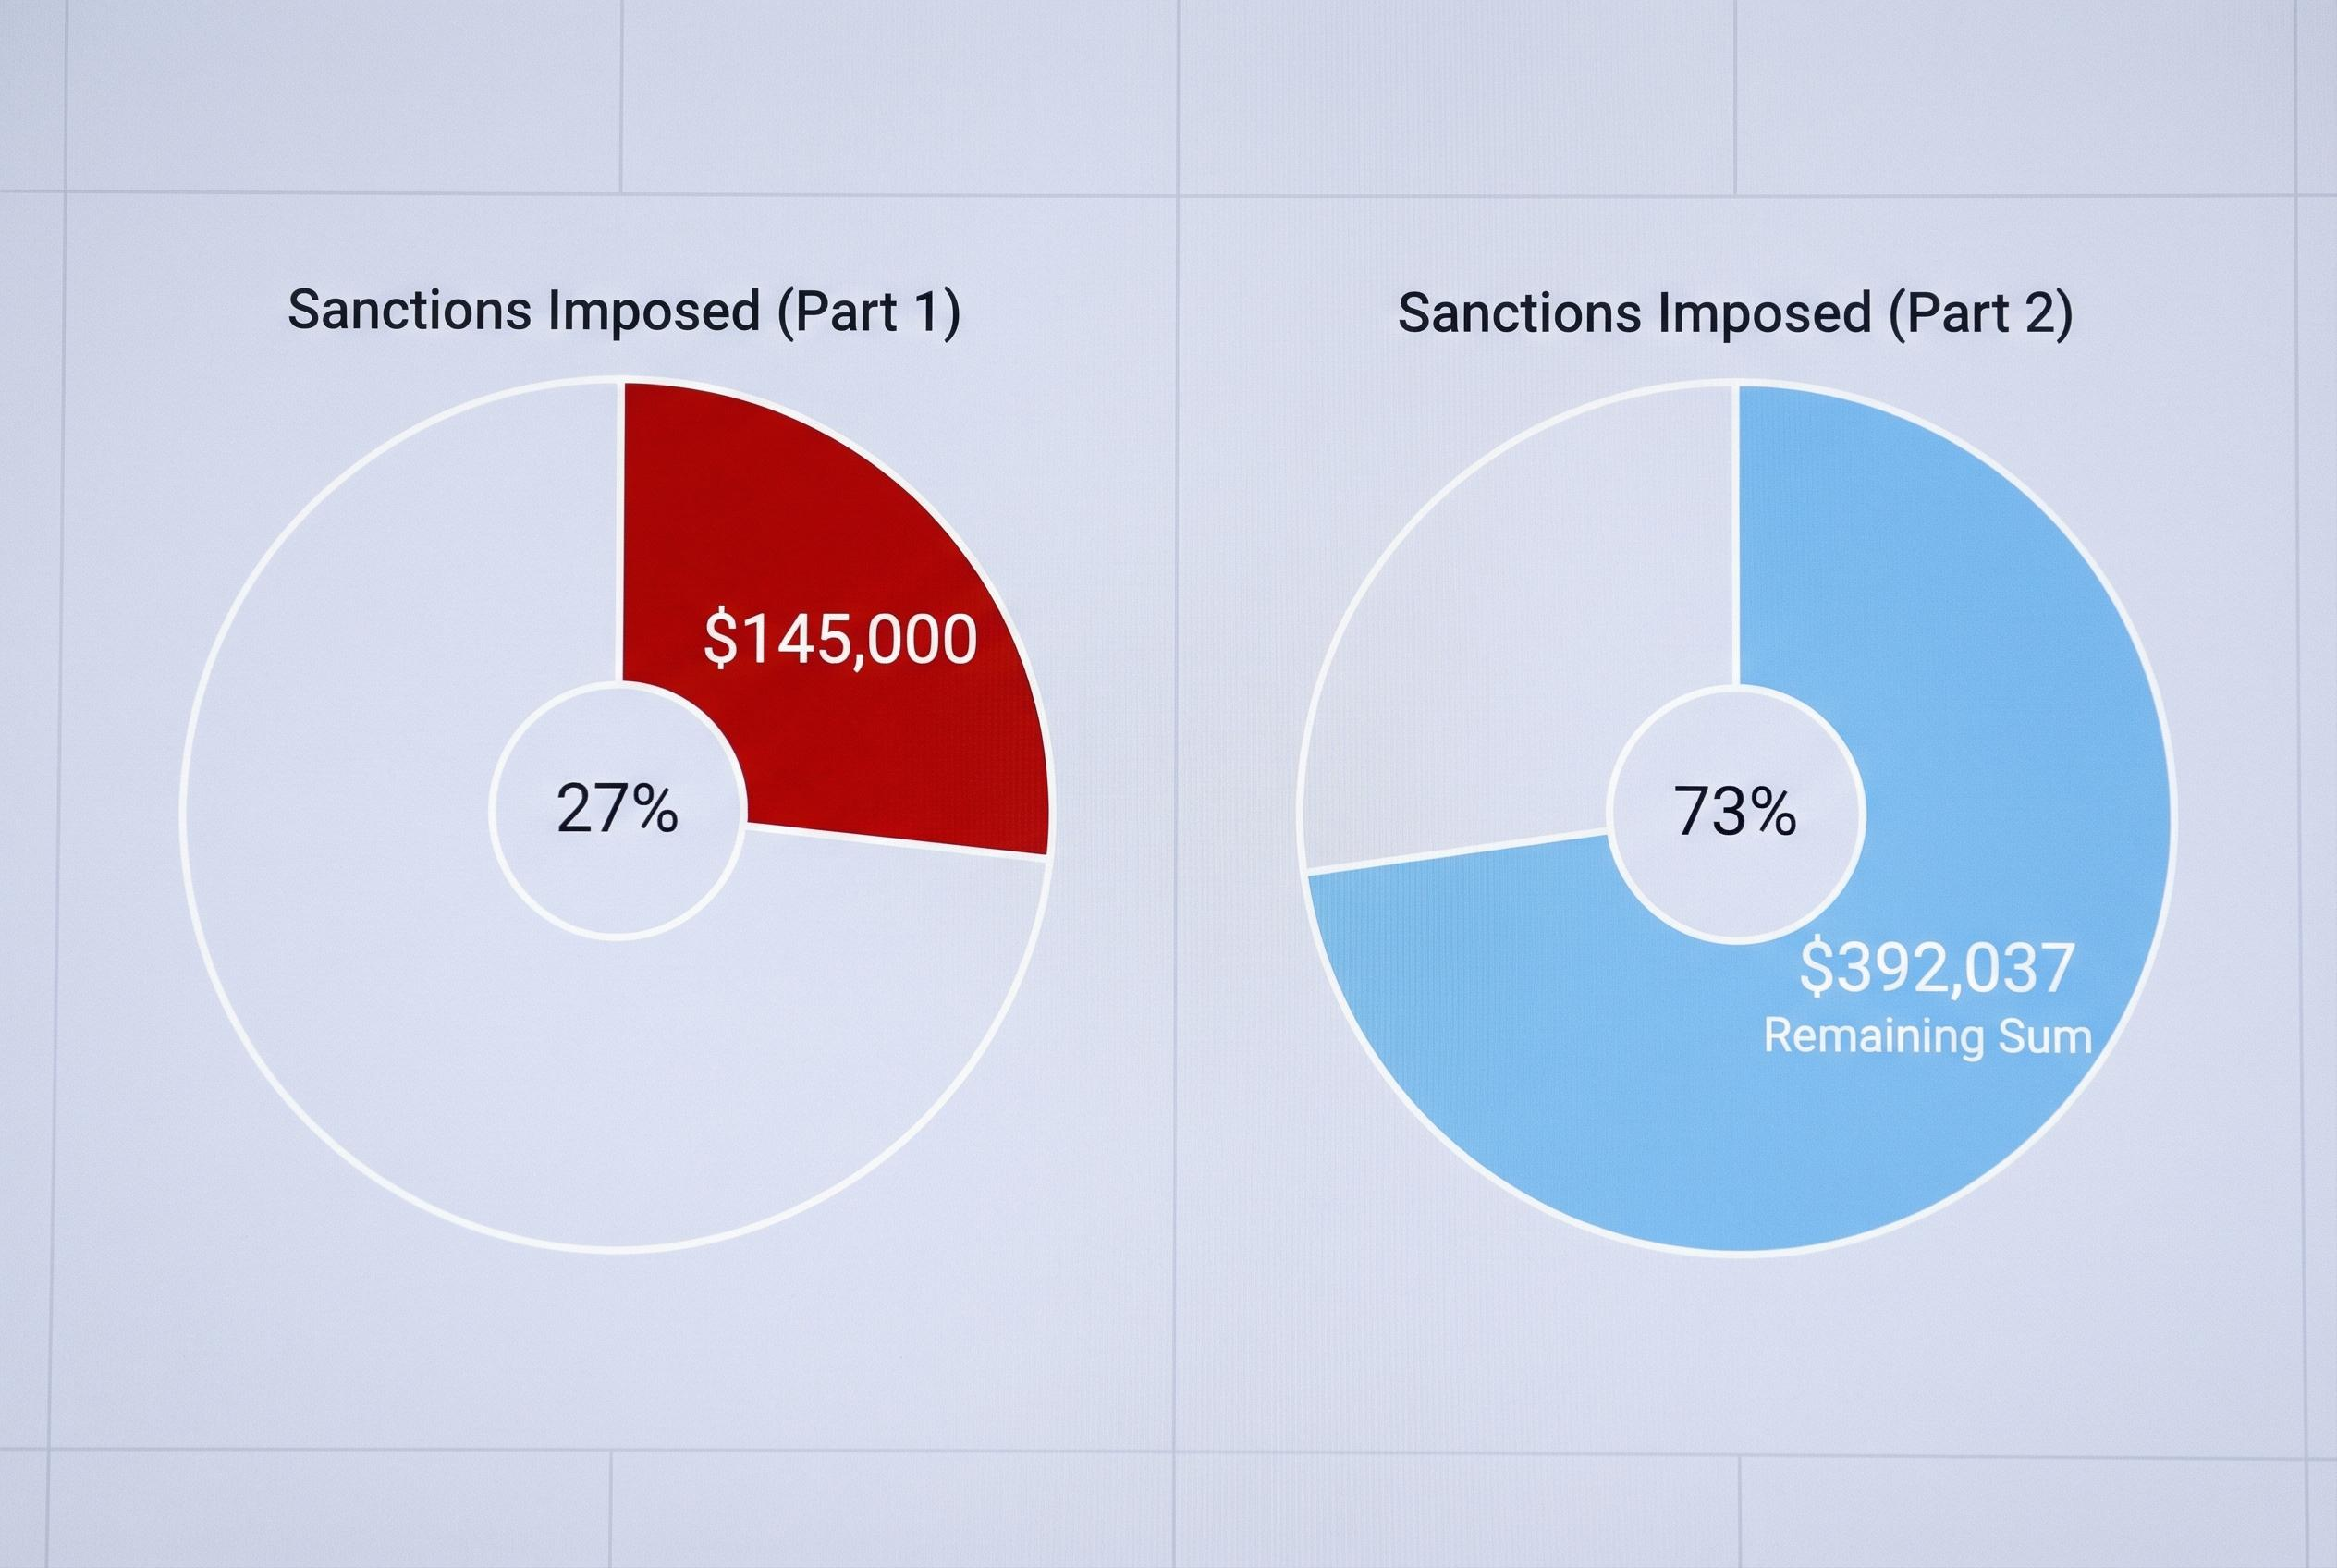 Sanctions Imposed (Part 1)
$145,000
27%
Sanctions Imposed (Part 2)
73%
$392,037
Remaining Sum